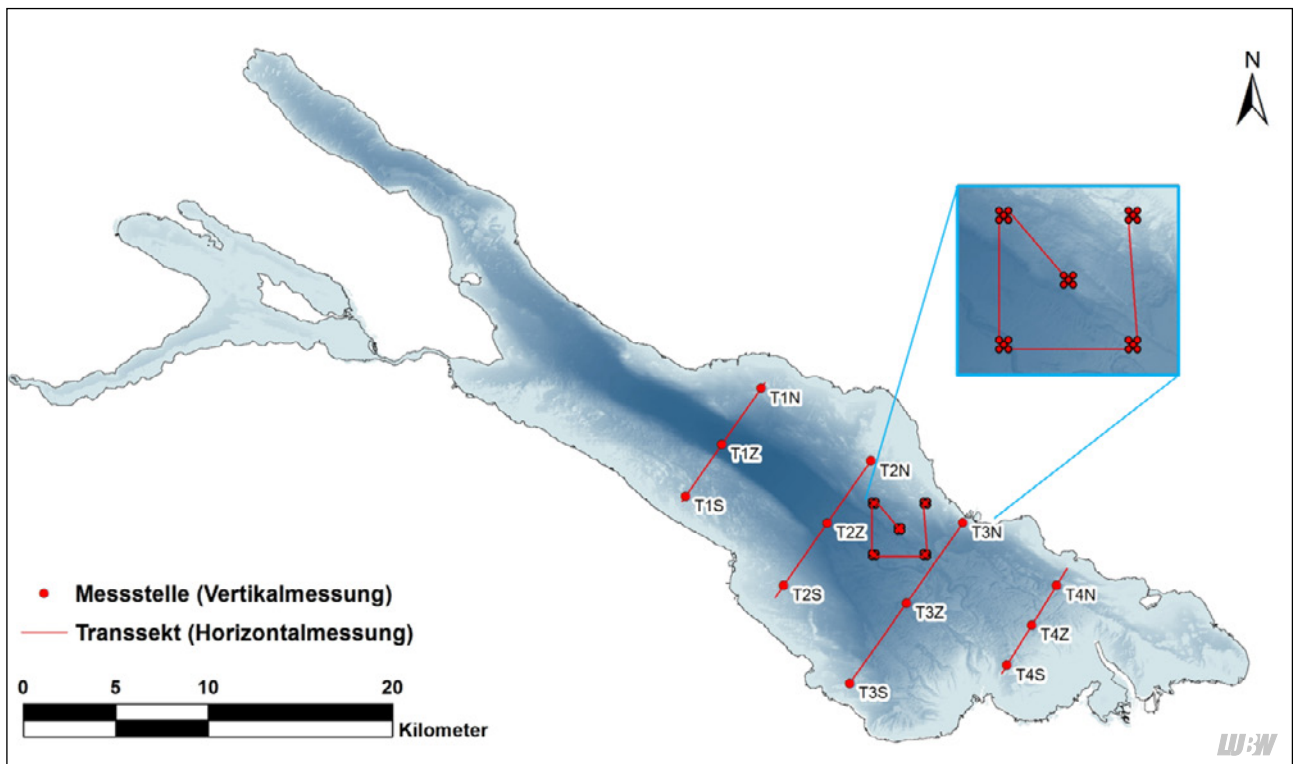 N
T1N
T1Z
T1S
T2N
T2Z
T2S
T3N
T3Z
T3S
T4N
T4Z
T4S
Messstelle (Vertikalmessung)
Transsekt (Horizontalmessung)
0 5 10 20
Kilometer
LUBW